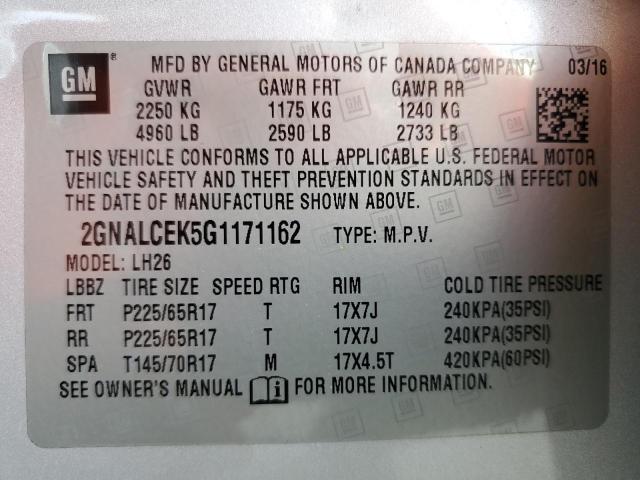 GM ® MFD BY GENERAL MOTORS OF CANADA COMPANY 03/16
GVWR GAWR FRT GAWR RR
2250 KG 1175 KG 1240 KG
4960 LB 2590 LB 2733 LB
THIS VEHICLE CONFORMS TO ALL APPLICABLE U.S. FEDERAL MOTOR
VEHICLE SAFETY AND THEFT PREVENTION STANDARDS IN EFFECT ON
THE DATE OF MANUFACTURE SHOWN ABOVE.
2GNALCEK5G1171162 TYPE: M.P.V.
MODEL: LH26
LBBZ TIRE SIZE SPEED RTG RIM COLD TIRE PRESSURE
FRT P225/65R17 T 17X7J 240KPA(35PSI)
RR P225/65R17 T 17X7J 240KPA(35PSI)
SPA T145/70R17 M 17X4.5T 420KPA(60PSI)
SEE OWNER'S MANUAL FOR MORE INFORMATION.